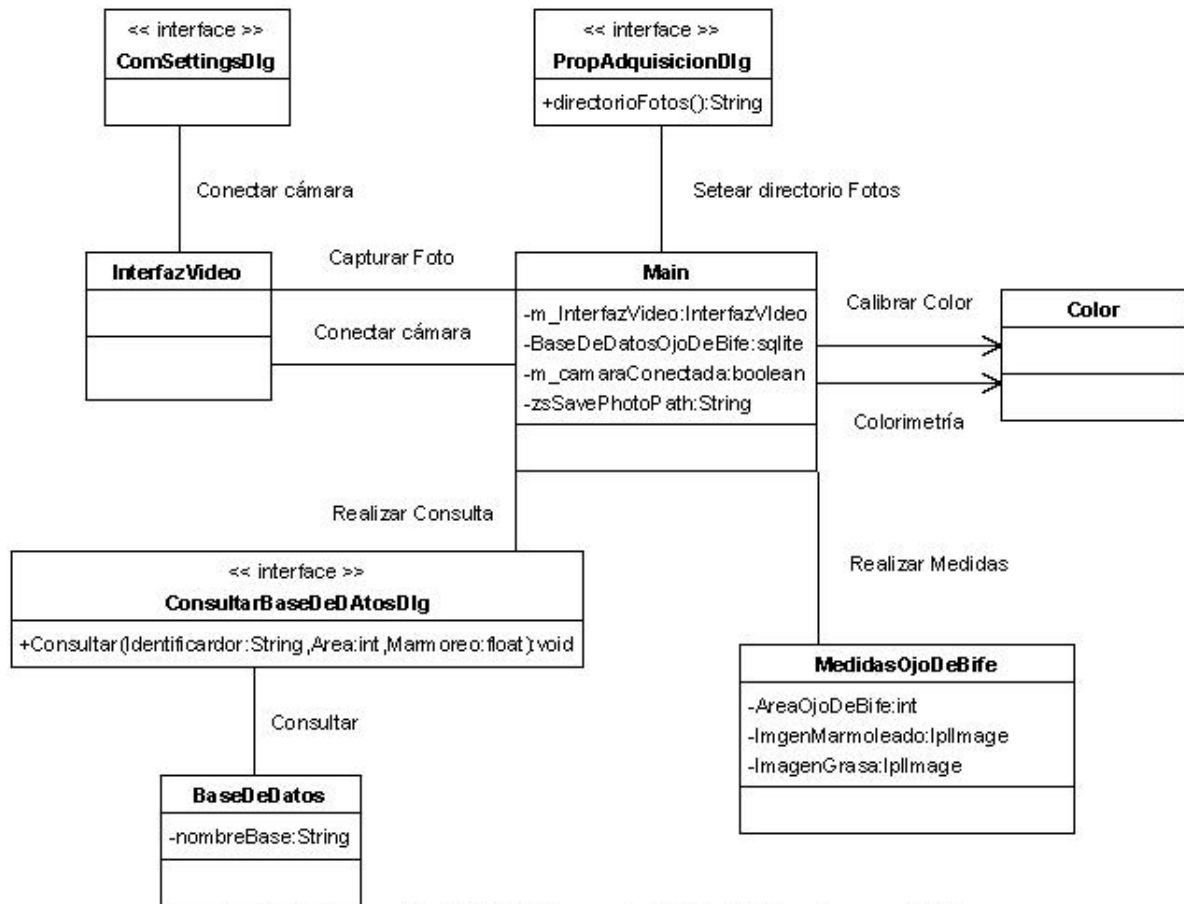 << interface >>
ComSettingsDlg
<< interface >>
PropAdquisicionDlg
+directorioFotos():String
Conectar cámara
Setear directorio Fotos
InterfazVideo
Capturar Foto
Conectar cámara
Main
-m_InterfazVideo:InterfazVIdeo
-BaseDeDatosOjoDeBife:sqlite
-m_camaraConectada:boolean
-zsSavePhotoPath:String
Calibrar Color
Colorimetría
Color
Realizar Consulta
<< interface >>
ConsultarBaseDeDAtosDlg
+Consultar(Identificardor:String,Area:int,Marmoreo:float):void
Realizar Medidas
MedidasOjoDeBife
-AreaOjoDeBife:int
-ImgenMarmoleado:IplImage
-ImagenGrasa:IplImage
Consultar
BaseDeDatos
-nombreBase:String